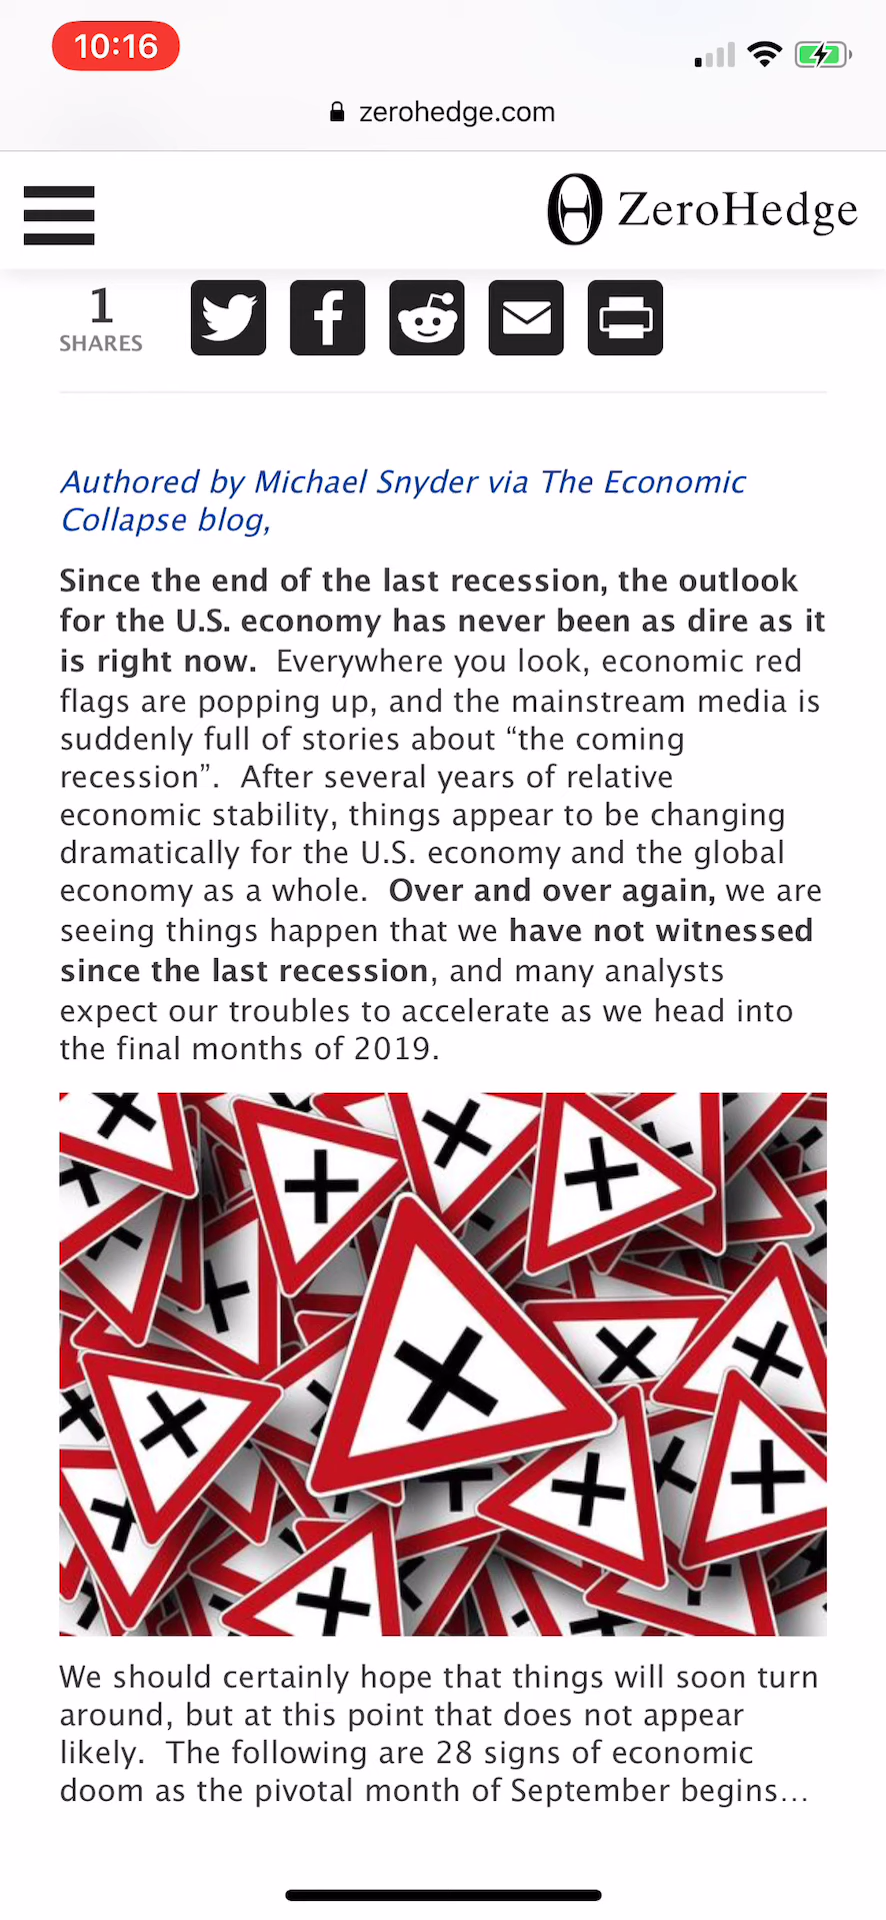 10:16
zerohedge.com
ZeroHedge
1
SHARES
Authored by Michael Snyder via The Economic
Collapse blog,
Since the end of the last recession, the outlook
for the U.S. economy has never been as dire as it
is right now.  Everywhere you look, economic red
flags are popping up, and the mainstream media is
suddenly full of stories about “the coming
recession”.  After several years of relative
economic stability, things appear to be changing
dramatically for the U.S. economy and the global
economy as a whole.  Over and over again, we are
seeing things happen that we have not witnessed
since the last recession, and many analysts
expect our troubles to accelerate as we head into
the final months of 2019.
We should certainly hope that things will soon turn
around, but at this point that does not appear
likely.  The following are 28 signs of economic
doom as the pivotal month of September begins…